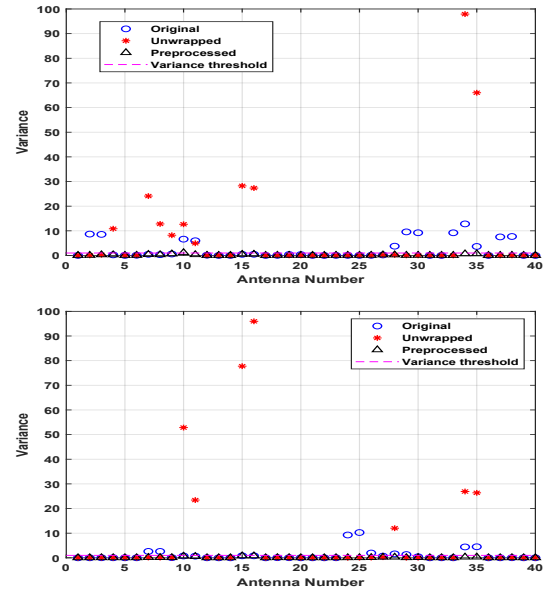 100
90
80
70
60
50
40
30
20
10
0
Variance
Original
Unwrapped
Preprocessed
Variance threshold
0 5 10 15 20 25 30 35 40
Antenna Number
100
90
80
70
60
50
40
30
20
10
0
Variance
Original
Unwrapped
Preprocessed
Variance threshold
0 5 10 15 20 25 30 35 40
Antenna Number